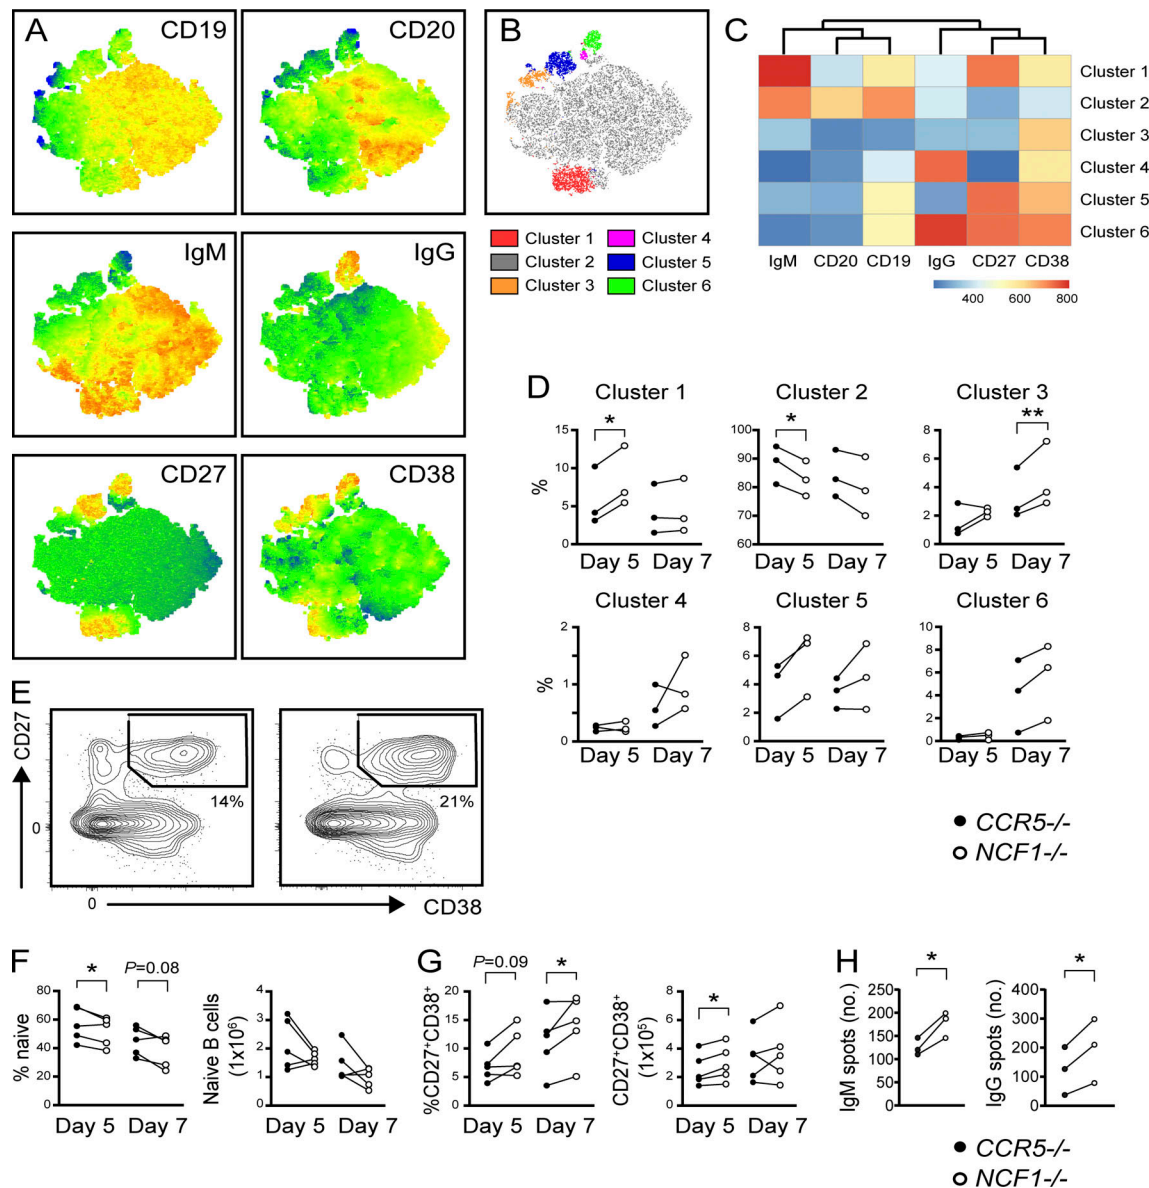 A
CD19
CD20
IgM
IgG
CD27
CD38
B
Cluster 1
Cluster 2
Cluster 3
Cluster 4
Cluster 5
Cluster 6
C
Cluster 1
Cluster 2
Cluster 3
Cluster 4
Cluster 5
Cluster 6
IgM CD20 CD19 IgG CD27 CD38
400 600 800
D
Cluster 1
Cluster 2
Cluster 3
%
15
10
5
0
*
Day 5 Day 7
100
90
80
70
60
*
Day 5 Day 7
8
6
4
2
0
**
Day 5 Day 7
Cluster 4
Cluster 5
Cluster 6
%
2
1
0
Day 5 Day 7
8
6
4
2
0
Day 5 Day 7
10
8
6
4
2
0
Day 5 Day 7
CCR5-/-
NCF1-/-
E
CD27
0
14%
21%
0
CD38
F
% naive
80
60
40
20
0
*
P=0.08
Day 5 Day 7
Naive B cells
(1x10⁶)
4
3
2
1
0
Day 5 Day 7
G
%CD27⁺CD38⁺
20
15
10
5
0
P=0.09
*
Day 5 Day 7
CD27⁺CD38⁺
(1x10⁵)
8
6
4
2
0
*
Day 5 Day 7
H
IgM spots (no.)
250
200
150
100
50
0
*
IgG spots (no.)
400
300
200
100
0
*
CCR5-/-
NCF1-/-